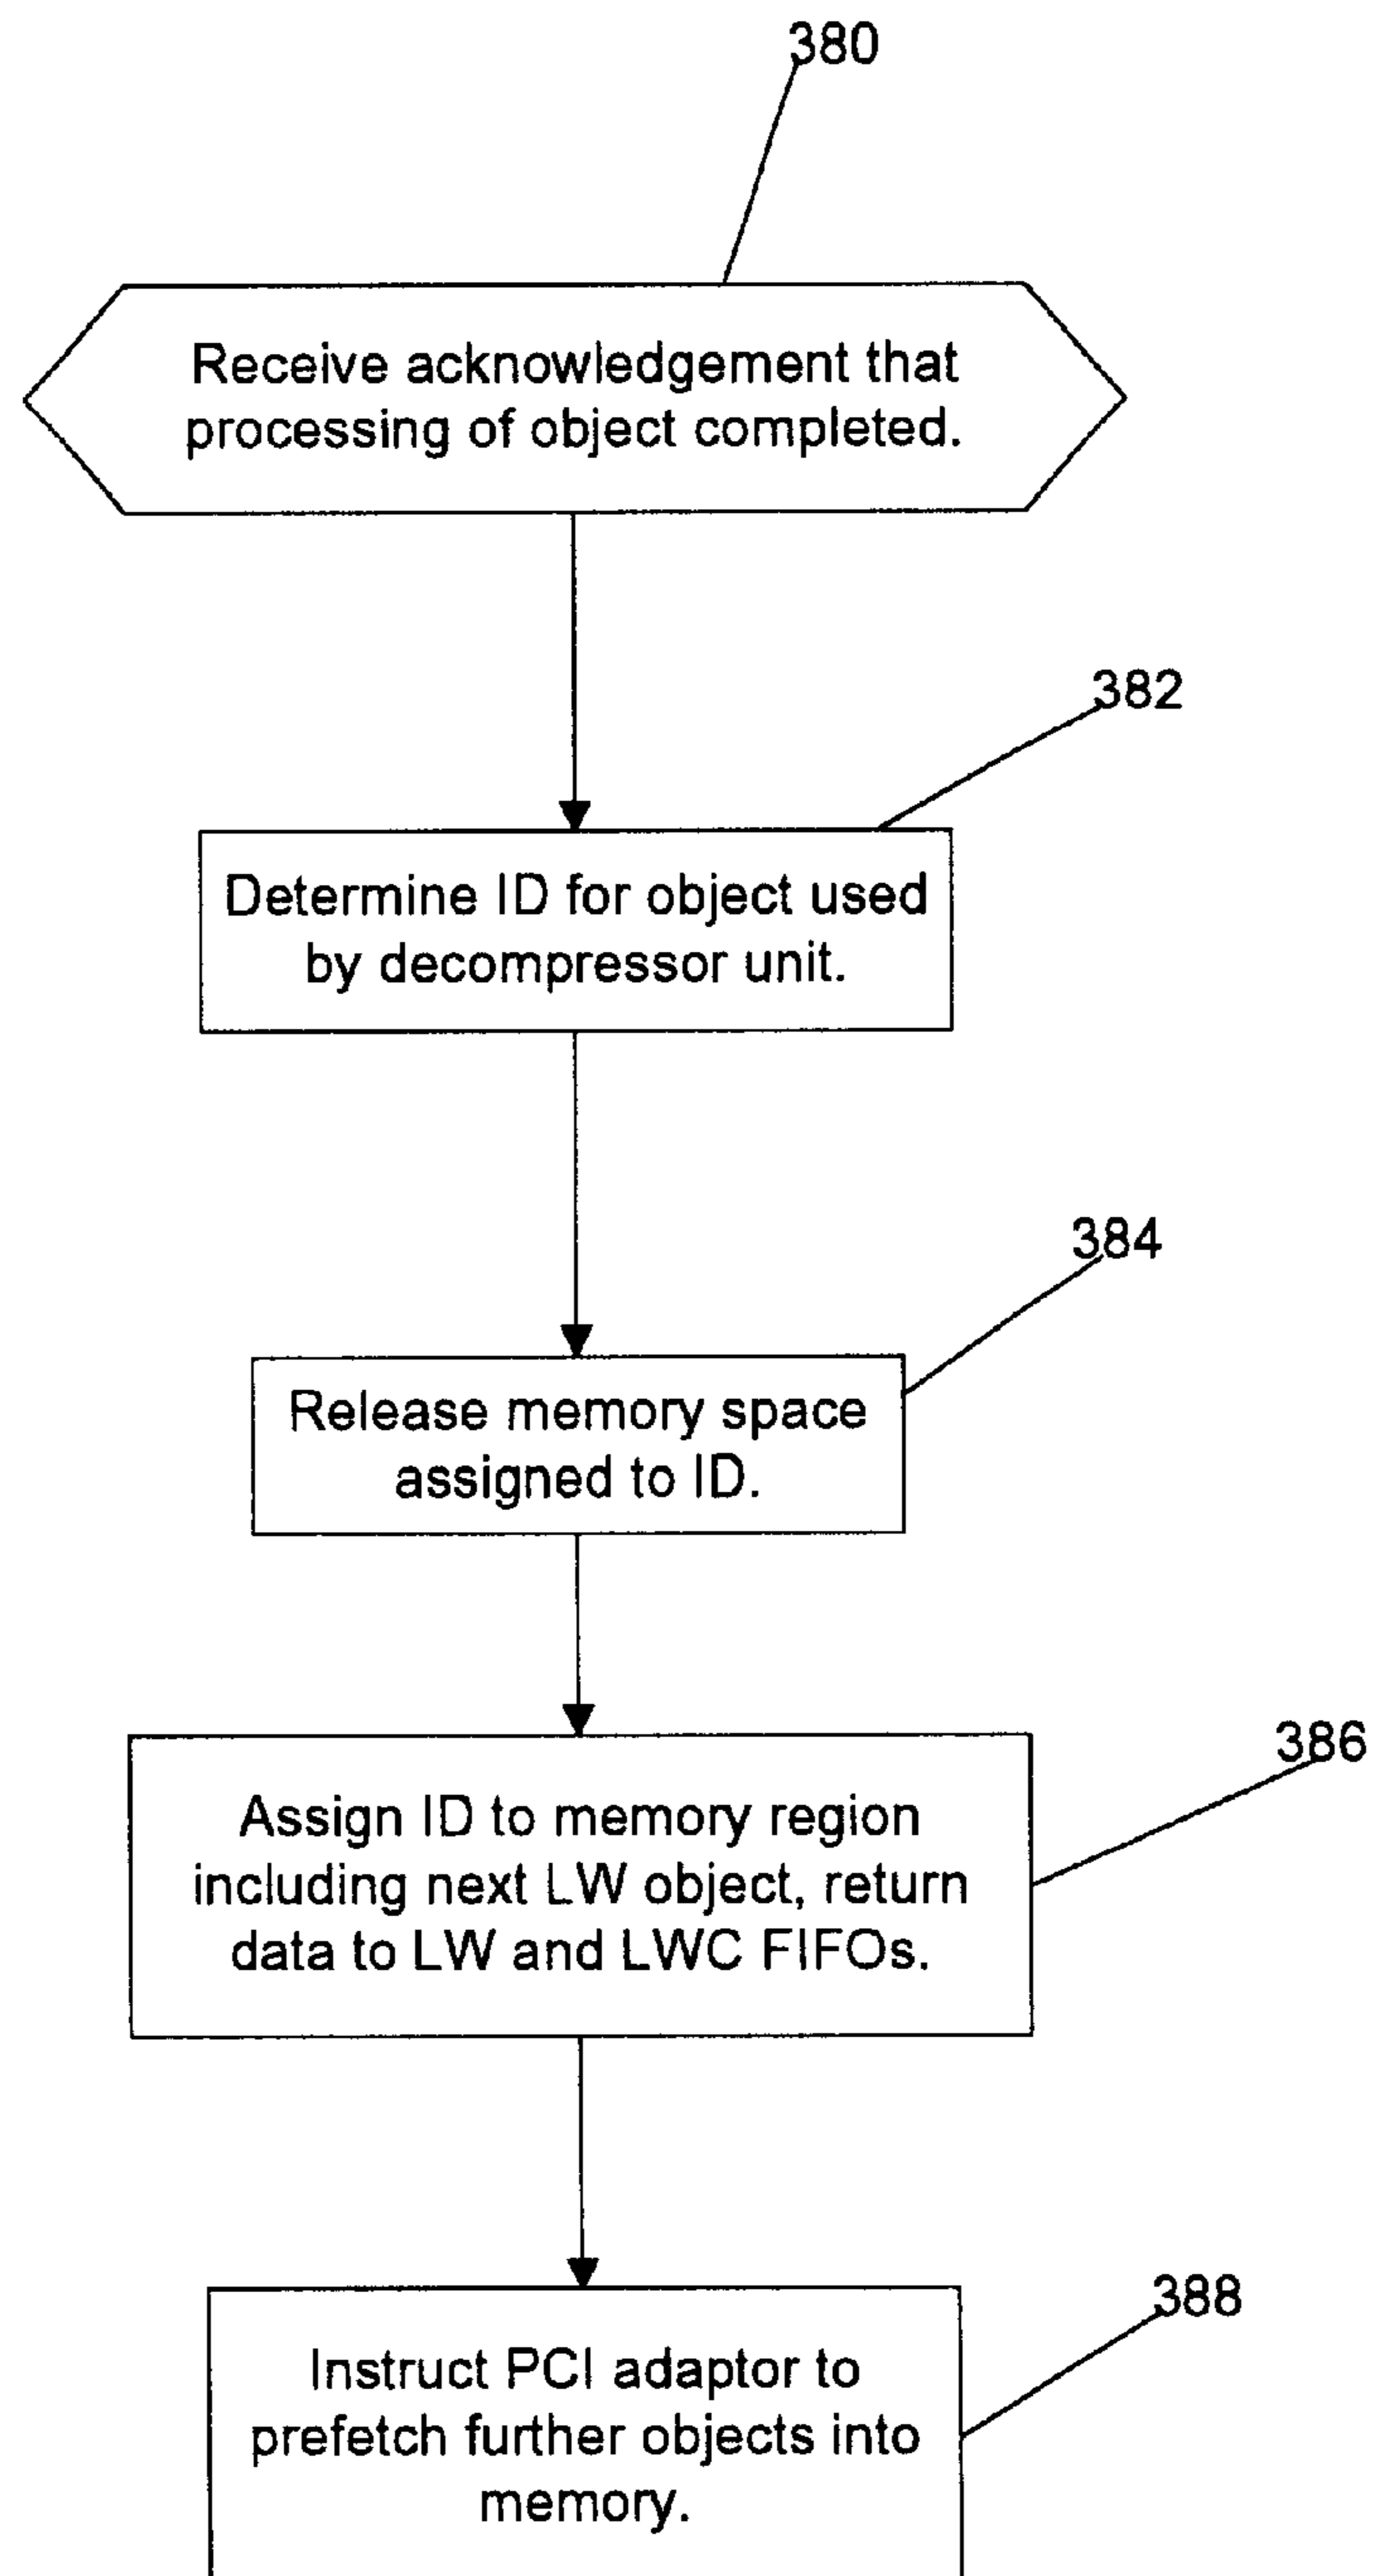 380
Receive acknowledgement that
processing of object completed.
382
Determine ID for object used
by decompressor unit.
384
Release memory space
assigned to ID.
386
Assign ID to memory region
including next LW object, return
data to LW and LWC FIFOs.
388
Instruct PCI adaptor to
prefetch further objects into
memory.